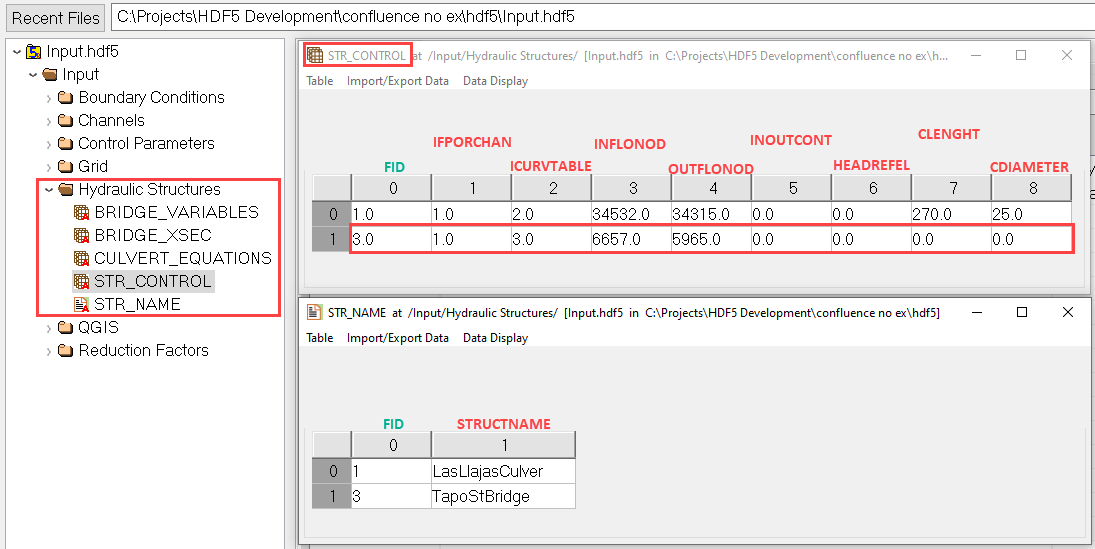 Recent Files C:\Projects\HDF5 Development\confluence no ex\hdf5\Input.hdf5
Input.hdf5
Input
Boundary Conditions
Channels
Control Parameters
Grid
Hydraulic Structures
BRIDGE_VARIABLES
BRIDGE_XSEC
CULVERT_EQUATIONS
STR_CONTROL
STR_NAME
QGIS
Reduction Factors
STR_CONTROL at /Input/Hydraulic Structures/ [Input.hdf5 in C:\Projects\HDF5 Development\confluence no ex\h...
Table Import/Export Data Data Display
IFPORCHAN INFLONOD INOUTCONT CLENGHT
FID ICURVTABLE OUTFLONOD HEADREFEL CDIAMETER
0 1 2 3 4 5 6 7 8
0 1.0 1.0 2.0 34532.0 34315.0 0.0 0.0 270.0 25.0
1 3.0 1.0 3.0 6657.0 5965.0 0.0 0.0 0.0 0.0
STR_NAME at /Input/Hydraulic Structures/ [Input.hdf5 in C:\Projects\HDF5 Development\confluence no ex\hdf5]
Table Import/Export Data Data Display
FID STRUCTNAME
0 1
0 1 LasLlajasCulver
1 3 TapoStBridge